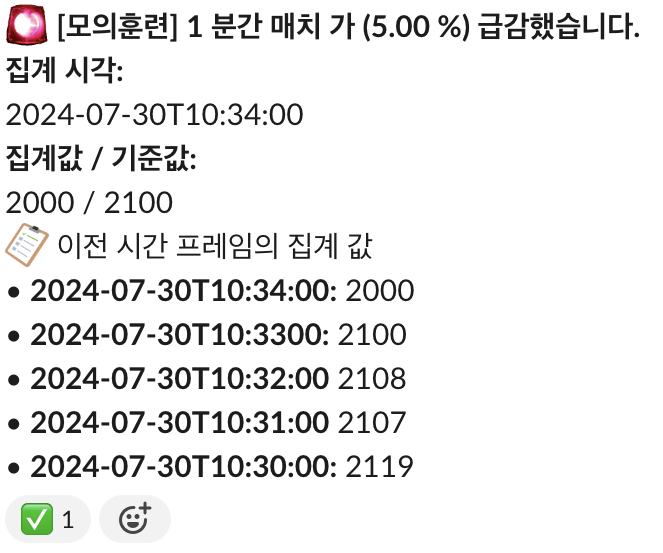 [모의훈련] 1 분간 매치 가 (5.00 %) 급감했습니다.
집계 시각:
2024-07-30T10:34:00
집계값 / 기준값:
2000 / 2100
이전 시간 프레임의 집계 값
• 2024-07-30T10:34:00: 2000
• 2024-07-30T10:3300: 2100
• 2024-07-30T10:32:00 2108
• 2024-07-30T10:31:00 2107
• 2024-07-30T10:30:00: 2119
1